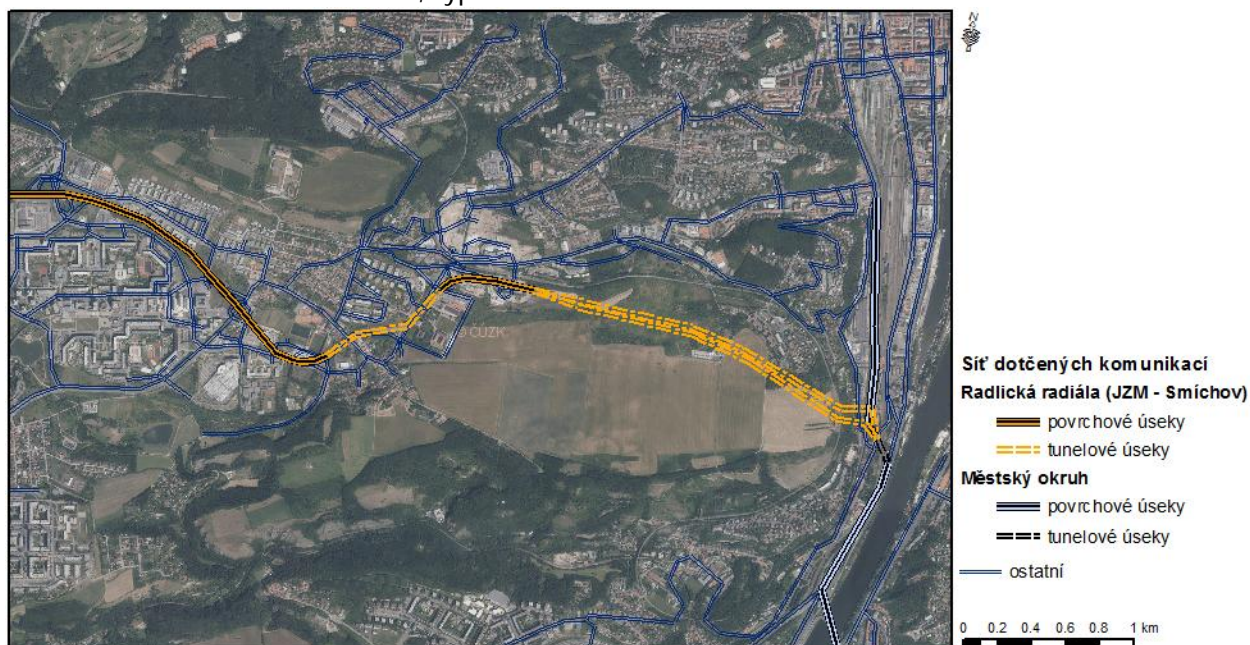 N
© ČÚZK
Síť dotčených komunikací
Radlická radiála (JZM - Smíchov)
povrchové úseky
tunelové úseky
Městský okruh
povrchové úseky
tunelové úseky
ostatní
0 0.2 0.4 0.6 0.8 1 km